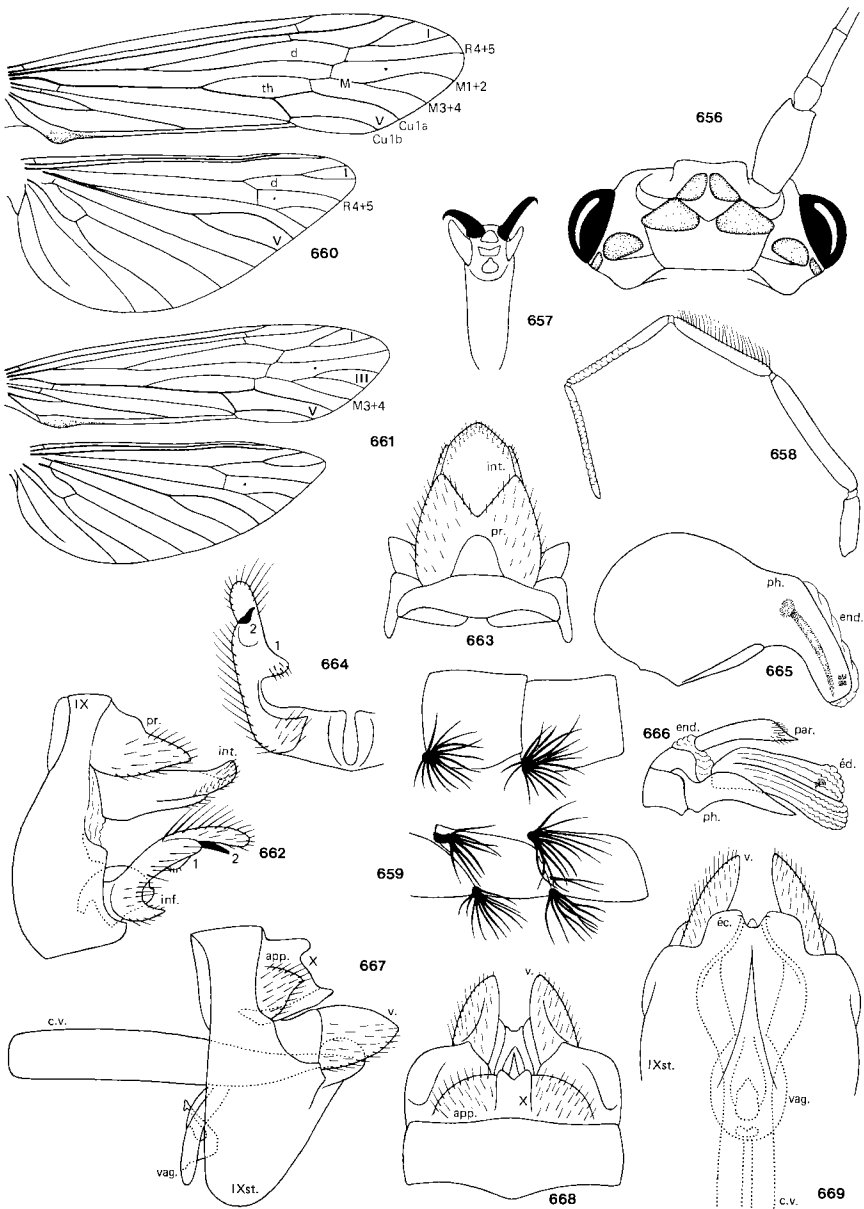 I
R4+5
d
M
M1+2
th
M3+4
V
Cu1a
Cu1b
I
d
R4+5
V
660
656
657
658
I
III
M3+4
V
661
int.
pr.
663
2
1
664
ph.
end.
665
IX
pr.
int.
1
2
inf.
662
659
666
end.
par.
éd.
ph.
667
app.
X
v.
c.v.
vag.
IXst.
v.
app.
X
668
v.
éc.
IXst.
vag.
c.v.
669